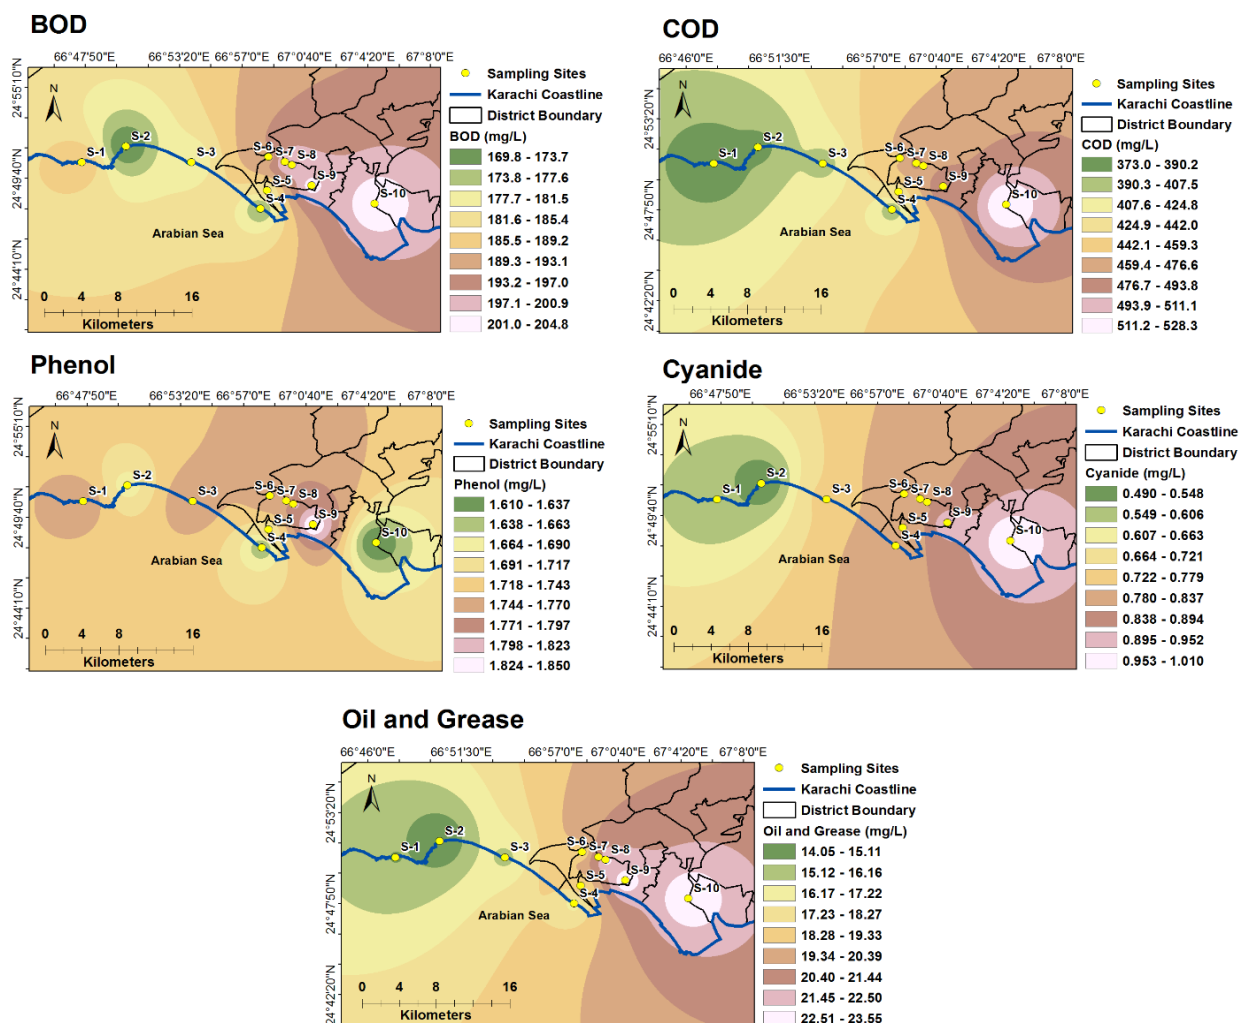 BOD
66°47'50"E 66°53'20"E 66°57'0"E 67°0'40"E 67°4'20"E 67°8'0"E
24°55'10"N
24°49'40"N
24°44'10"N
N
S-1
S-2
S-3
S-6
S-7
S-8
S-5
S-9
S-4
S-10
Arabian Sea
0 4 8 16
Kilometers
Sampling Sites
Karachi Coastline
District Boundary
BOD (mg/L)
169.8 - 173.7
173.8 - 177.6
177.7 - 181.5
181.6 - 185.4
185.5 - 189.2
189.3 - 193.1
193.2 - 197.0
197.1 - 200.9
201.0 - 204.8
COD
66°46'0"E 66°51'30"E 66°57'0"E 67°0'40"E 67°4'20"E 67°8'0"E
24°53'20"N
24°47'50"N
24°42'20"N
N
S-1
S-2
S-3
S-6
S-7
S-8
S-5
S-9
S-4
S-10
Arabian Sea
0 4 8 16
Kilometers
Sampling Sites
Karachi Coastline
District Boundary
COD (mg/L)
373.0 - 390.2
390.3 - 407.5
407.6 - 424.8
424.9 - 442.0
442.1 - 459.3
459.4 - 476.6
476.7 - 493.8
493.9 - 511.1
511.2 - 528.3
Phenol
66°47'50"E 66°53'20"E 66°57'0"E 67°0'40"E 67°4'20"E 67°8'0"E
24°55'10"N
24°49'40"N
24°44'10"N
N
S-1
S-2
S-3
S-6
S-7
S-8
S-5
S-9
S-4
S-10
Arabian Sea
0 4 8 16
Kilometers
Sampling Sites
Karachi Coastline
District Boundary
Phenol (mg/L)
1.610 - 1.637
1.638 - 1.663
1.664 - 1.690
1.691 - 1.717
1.718 - 1.743
1.744 - 1.770
1.771 - 1.797
1.798 - 1.823
1.824 - 1.850
Cyanide
66°47'50"E 66°53'20"E 66°57'0"E 67°0'40"E 67°4'20"E 67°8'0"E
24°55'10"N
24°49'40"N
24°44'10"N
N
S-1
S-2
S-3
S-6
S-7
S-8
S-5
S-9
S-4
S-10
Arabian Sea
0 4 8 16
Kilometers
Sampling Sites
Karachi Coastline
District Boundary
Cyanide (mg/L)
0.490 - 0.548
0.549 - 0.606
0.607 - 0.663
0.664 - 0.721
0.722 - 0.779
0.780 - 0.837
0.838 - 0.894
0.895 - 0.952
0.953 - 1.010
Oil and Grease
66°46'0"E 66°51'30"E 66°57'0"E 67°0'40"E 67°4'20"E 67°8'0"E
24°53'20"N
24°47'50"N
24°42'20"N
N
S-1
S-2
S-3
S-6
S-7
S-8
S-5
S-9
S-4
S-10
Arabian Sea
0 4 8 16
Kilometers
Sampling Sites
Karachi Coastline
District Boundary
Oil and Grease (mg/L)
14.05 - 15.11
15.12 - 16.16
16.17 - 17.22
17.23 - 18.27
18.28 - 19.33
19.34 - 20.39
20.40 - 21.44
21.45 - 22.50
22.51 - 23.55